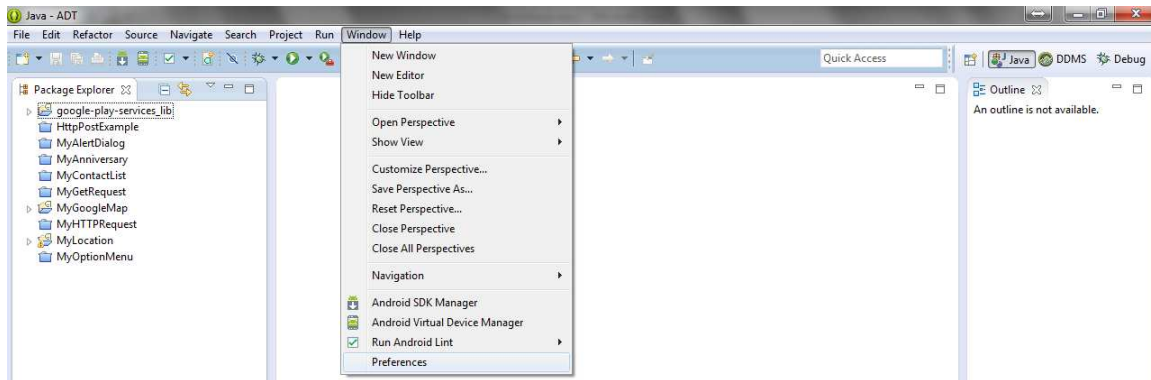 Java - ADT
File Edit Refactor Source Navigate Search Project Run Window Help
Quick Access
Java DDMS Debug
Package Explorer
google-play-services_lib
HttpPostExample
MyAlertDialog
MyAnniversary
MyContactList
MyGetRequest
MyGoogleMap
MyHTTPRequest
MyLocation
MyOptionMenu
New Window
New Editor
Hide Toolbar
Open Perspective
Show View
Customize Perspective...
Save Perspective As...
Reset Perspective...
Close Perspective
Close All Perspectives
Navigation
Android SDK Manager
Android Virtual Device Manager
Run Android Lint
Preferences
Outline
An outline is not available.